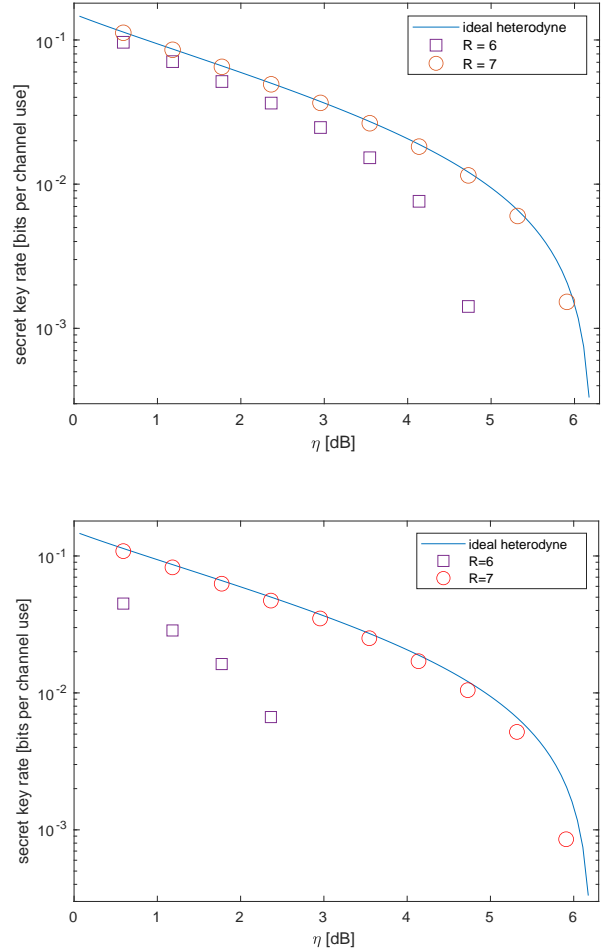 10^-1
10^-2
10^-3
secret key rate [bits per channel use]
ideal heterodyne
R = 6
R = 7
0 1 2 3 4 5 6
η [dB]
10^-1
10^-2
10^-3
secret key rate [bits per channel use]
ideal heterodyne
R=6
R=7
0 1 2 3 4 5 6
η [dB]